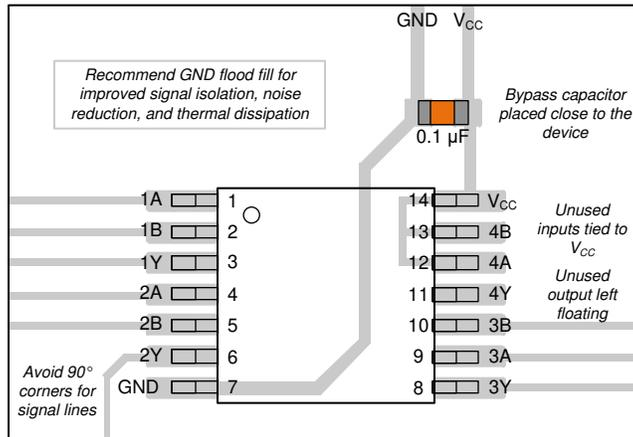 GND VCC
Recommend GND flood fill for
improved signal isolation, noise
reduction, and thermal dissipation
Bypass capacitor
placed close to the
device
0.1 µF
1A 1 14 VCC
1B 2 13 4B
1Y 3 12 4A
2A 4 11 4Y
2B 5 10 3B
2Y 6 9 3A
GND 7 8 3Y
Unused
inputs tied to
VCC
Unused
output left
floating
Avoid 90°
corners for
signal lines